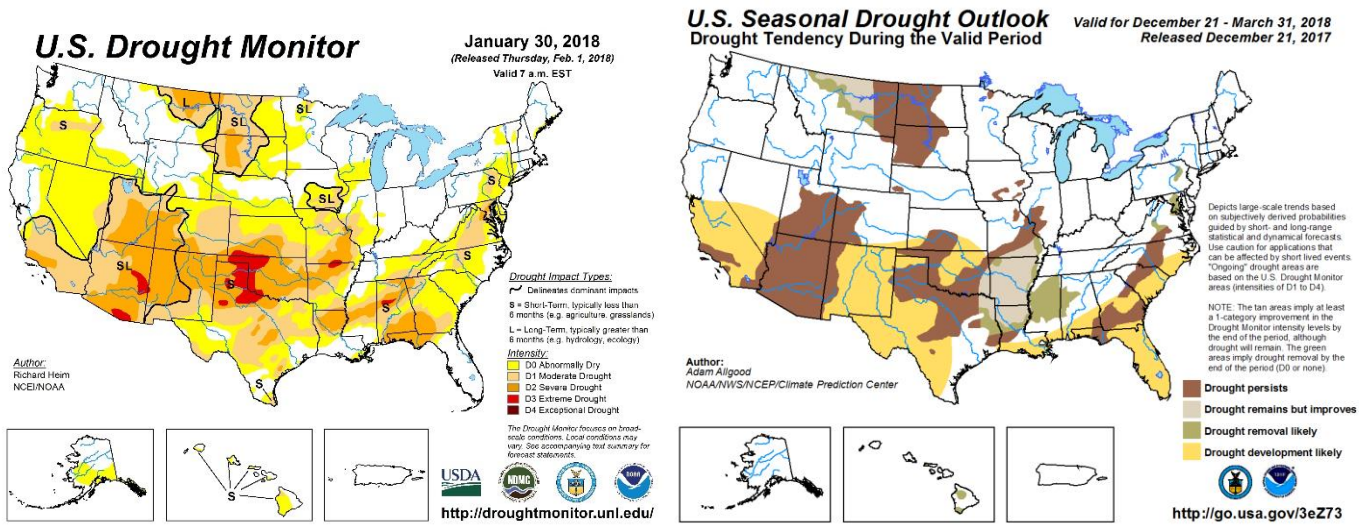 U.S. Drought Monitor
January 30, 2018
(Released Thursday, Feb. 1, 2018)
Valid 7 a.m. EST
S
L
SL
SL
SL
SL
S
S
S
S
S
Drought Impact Types:
Delineates dominant impacts
S = Short-Term, typically less than
6 months (e.g. agriculture, grasslands)
L = Long-Term, typically greater than
6 months (e.g. hydrology, ecology)
Intensity:
D0 Abnormally Dry
D1 Moderate Drought
D2 Severe Drought
D3 Extreme Drought
D4 Exceptional Drought
Author:
Richard Heim
NCEI/NOAA
The Drought Monitor focuses on broad-
scale conditions. Local conditions may
vary. See accompanying text summary for
forecast statements.
S
USDA
NDMC
NOAA
http://droughtmonitor.unl.edu/
U.S. Seasonal Drought Outlook
Drought Tendency During the Valid Period
Valid for December 21 - March 31, 2018
Released December 21, 2017
Depicts large-scale trends based
on subjectively derived probabilities
guided by short- and long-range
statistical and dynamical forecasts.
Use caution for applications that
can be affected by short lived events.
"Ongoing" drought areas are
based on the U.S. Drought Monitor
areas (intensities of D1 to D4).
NOTE: The tan areas imply at least
a 1-category improvement in the
Drought Monitor intensity levels by
the end of the period, although
drought will remain. The green
areas imply drought removal by the
end of the period (D0 or none).
Author:
Adam Allgood
NOAA/NWS/NCEP/Climate Prediction Center
Drought persists
Drought remains but improves
Drought removal likely
Drought development likely
NOAA
http://go.usa.gov/3eZ73